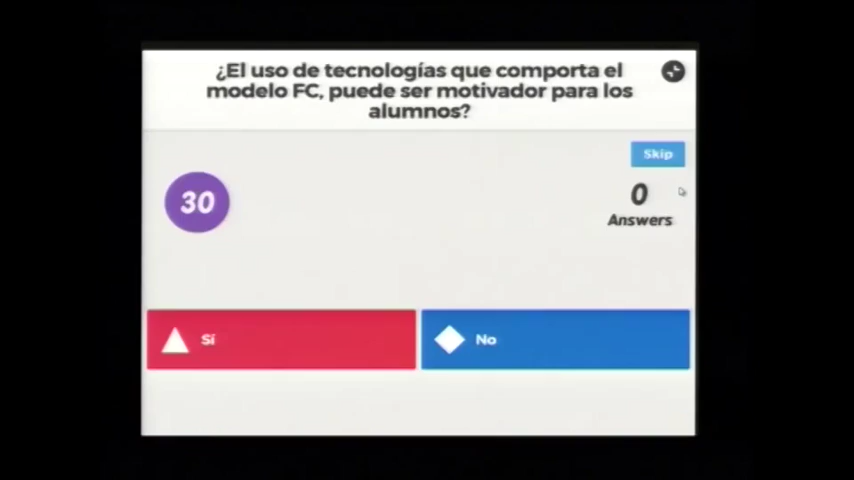 ¿El uso de tecnologías que comporta el
modelo FC, puede ser motivador para los
alumnos?
Skip
30
0
Answers
Sí
No